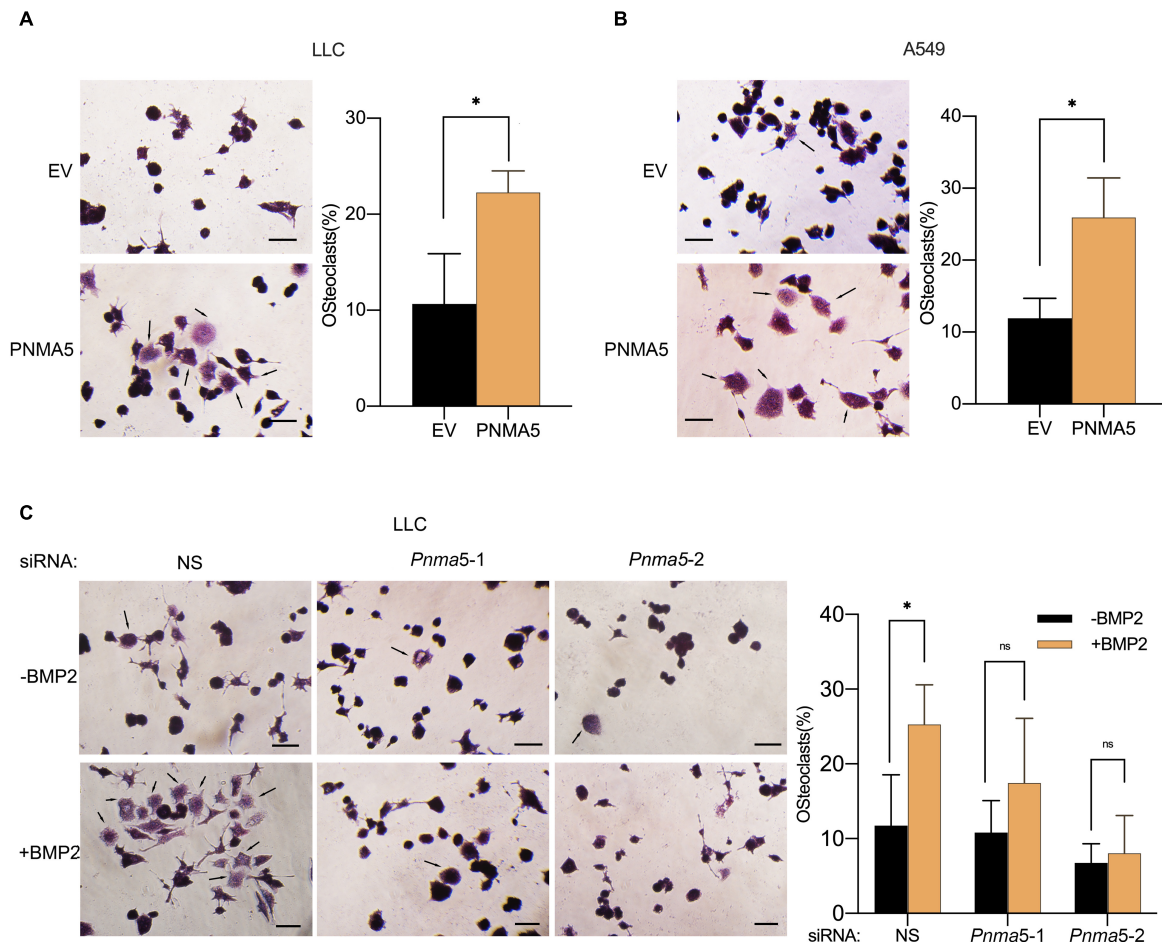 A
LLC
EV
PNMA5
OSteoclasts(%)
30
20
10
0
*
EV PNMA5
B
A549
EV
PNMA5
OSteoclasts(%)
40
30
20
10
0
*
EV PNMA5
C
LLC
siRNA: NS Pnma5-1 Pnma5-2
-BMP2
+BMP2
OSteoclasts(%)
40
30
20
10
0
*
ns
ns
-BMP2
+BMP2
siRNA: NS Pnma5-1 Pnma5-2